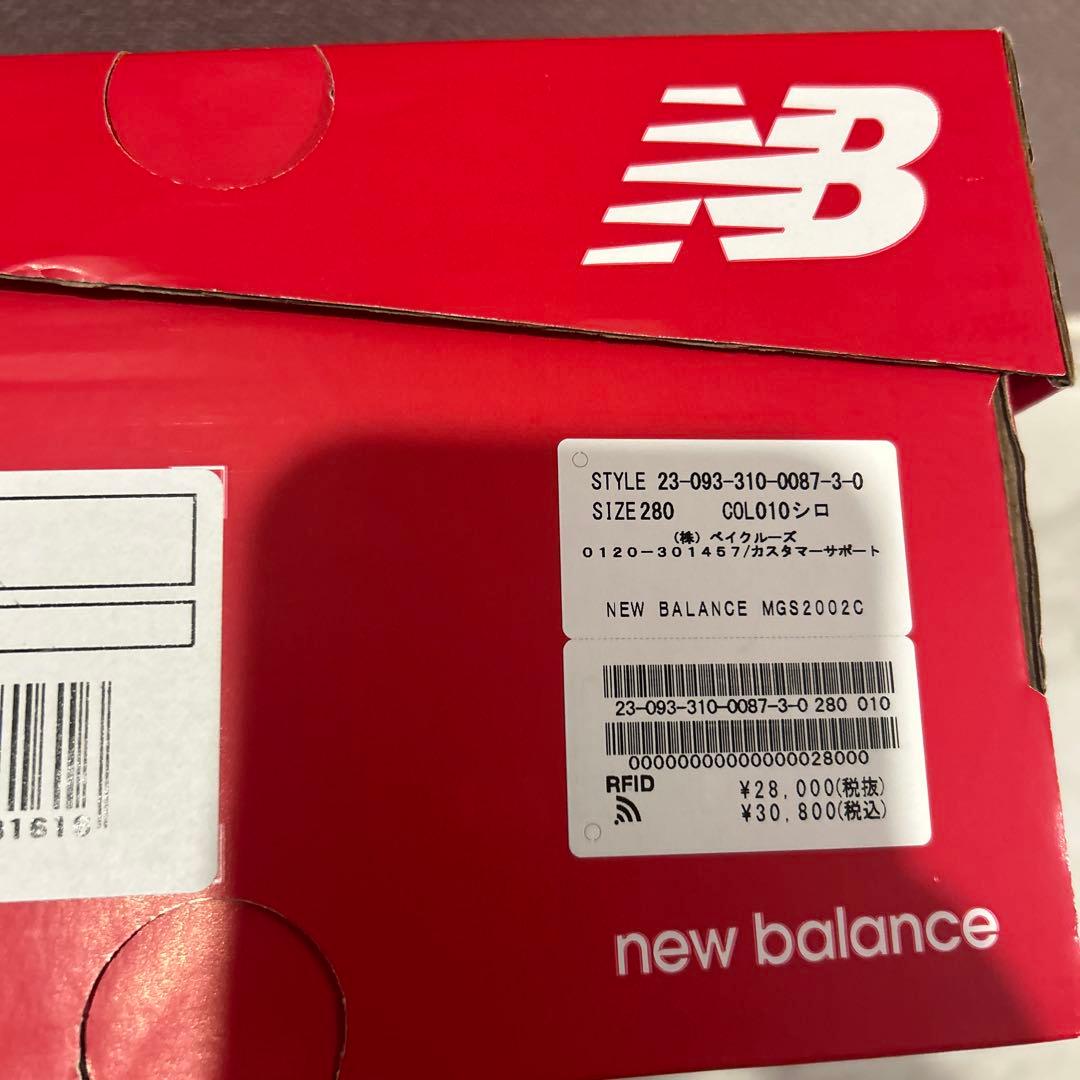 NB
STYLE 23-093-310-0087-3-0
SIZE280 COL010シロ
(株) ベイクルーズ
0120-301457/カスタマーサポート
NEW BALANCE MGS2002C
23-093-310-0087-3-0 280 010
00000000000000028000
RFID
¥28,000(税抜)
¥30,800(税込)
new balance